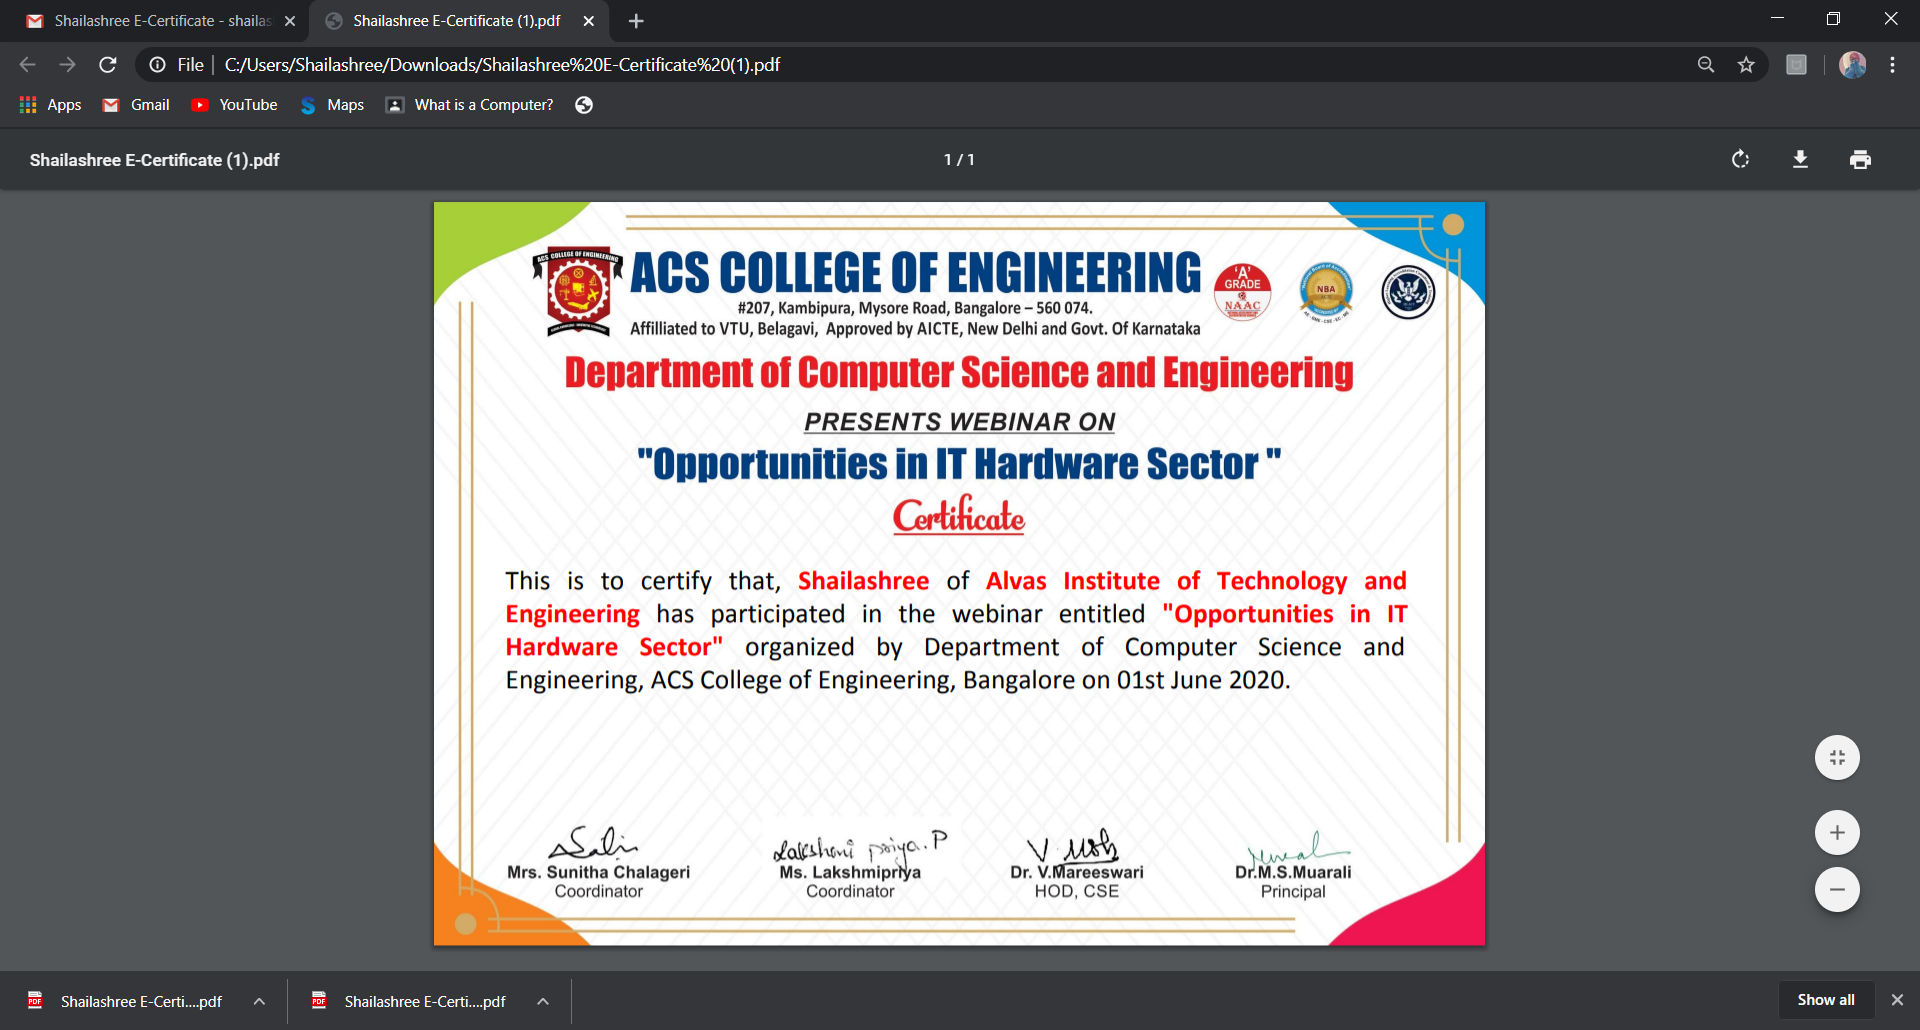 Shailashree E-Certificate - shailas
Shailashree E-Certificate (1).pdf
File
C:/Users/Shailashree/Downloads/Shailashree%20E-Certificate%20(1).pdf
Apps
Gmail
YouTube
Maps
What is a Computer?
Shailashree E-Certificate (1).pdf
1 / 1
ACS COLLEGE OF ENGINEERING
ACS COLLEGE OF ENGINEERING
#207, Kambipura, Mysore Road, Bangalore – 560 074.
Affilliated to VTU, Belagavi, Approved by AICTE, New Delhi and Govt. Of Karnataka
'A'
GRADE
NAAC
NBA
Department of Computer Science and Engineering
PRESENTS WEBINAR ON
"Opportunities in IT Hardware Sector "
Certificate
This is to certify that, Shailashree of Alvas Institute of Technology and
Engineering has participated in the webinar entitled "Opportunities in IT
Hardware Sector" organized by Department of Computer Science and
Engineering, ACS College of Engineering, Bangalore on 01st June 2020.
Lakshmi priya. P
Mrs. Sunitha Chalageri
Coordinator
Ms. Lakshmipriya
Coordinator
Dr. V.Mareeswari
HOD, CSE
Dr.M.S.Muarali
Principal
Shailashree E-Certi....pdf
Shailashree E-Certi....pdf
Show all